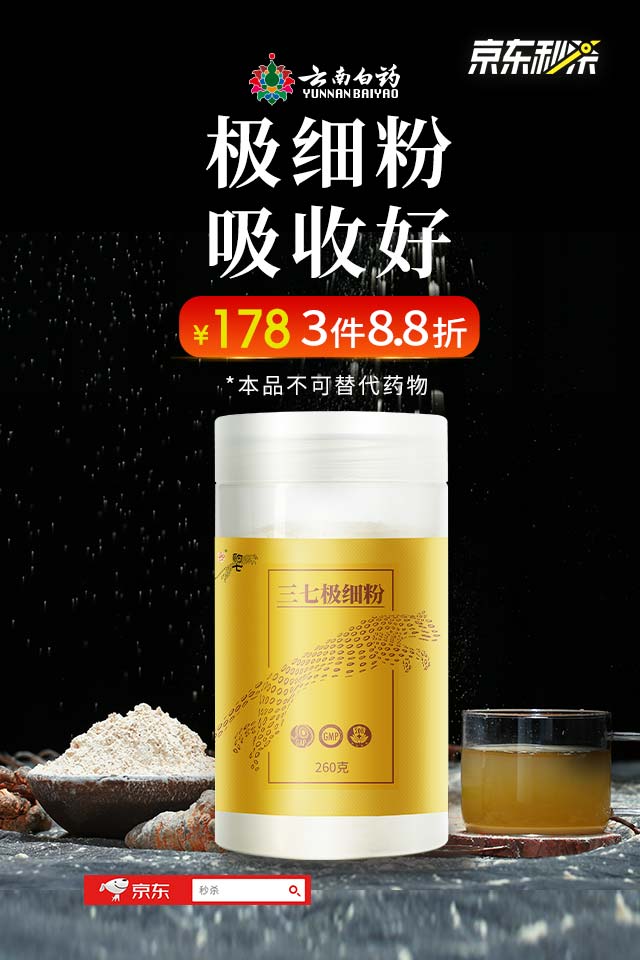 云南白药
YUNNAN BAIYAO
京东秒杀
极细粉
吸收好
¥178 3件8.8折
*本品不可替代药物
三七极细粉
GMP
260克
京东
秒杀